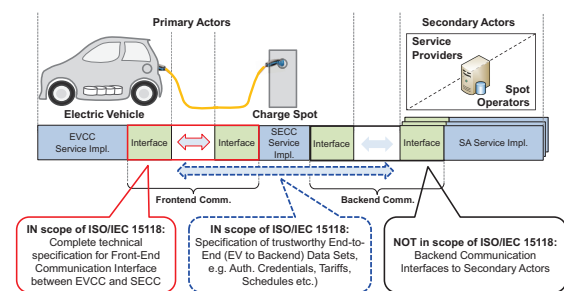 Primary Actors
Secondary Actors
Service
Providers
Spot
Operators
Electric Vehicle
Charge Spot
EVCC
Service Impl.
Interface
Interface
SECC
Service
Impl.
Interface
Interface
SA Service Impl.
Frontend Comm.
Backend Comm.
IN scope of ISO/IEC 15118:
Complete technical
specification for Front-End
Communication Interface
between EVCC and SECC
IN scope of ISO/IEC 15118:
Specification of trustworthy End-to-
End (EV to Backend) Data Sets,
e.g. Auth. Credentials, Tariffs,
Schedules etc.)
NOT in scope of ISO/IEC 15118:
Backend Communication
Interfaces to Secondary Actors